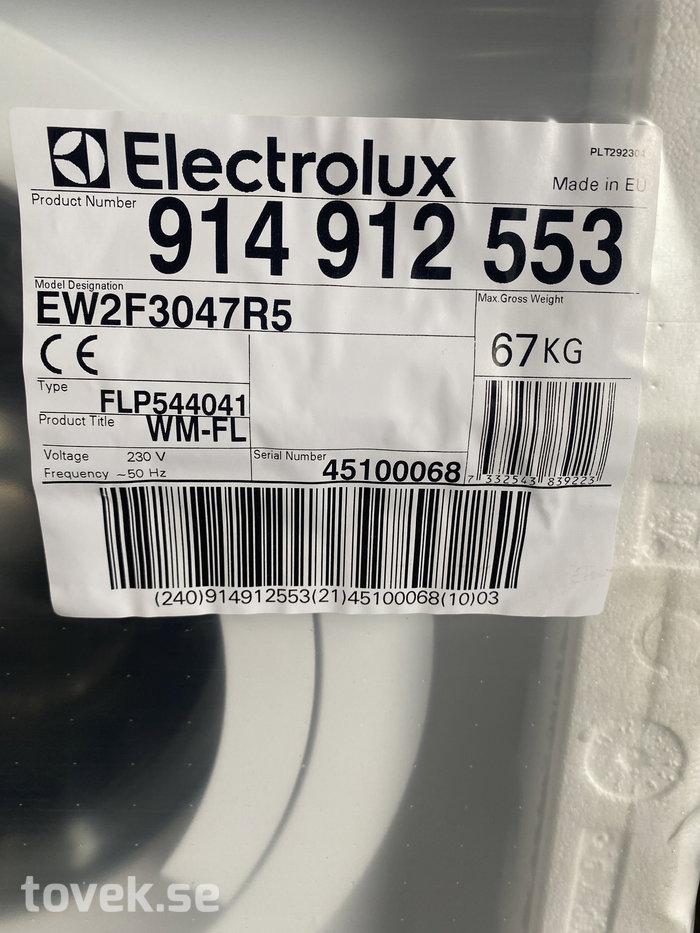 Electrolux
PLT292304
Made in EU
Product Number 914 912 553
Model Designation
EW2F3047R5
Max.Gross Weight
67 KG
CE
Type
FLP544041
Product Title WM-FL
Voltage 230 V
Frequency ~50 Hz
Serial Number 45100068
7 332543 839223
(240)914912553(21)45100068(10)03
tovek.se